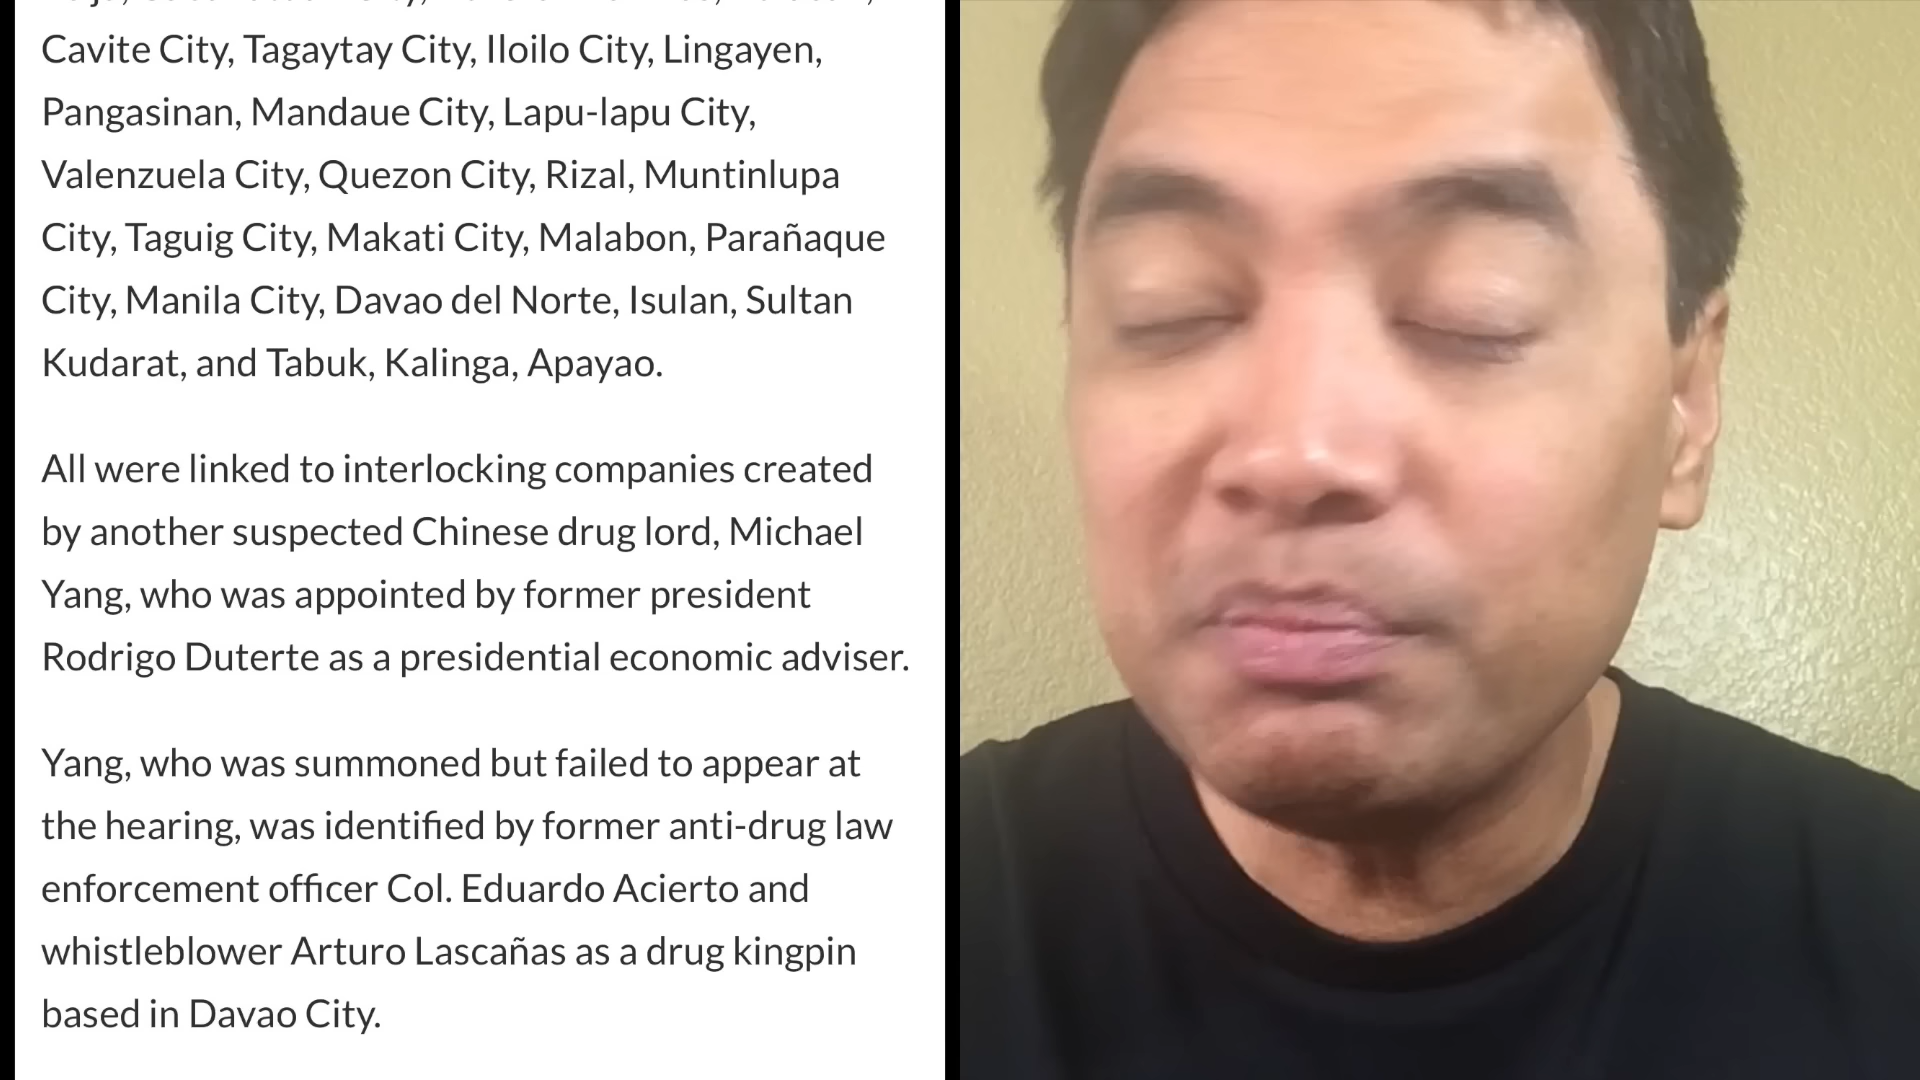 Cavite City, Tagaytay City, Iloilo City, Lingayen,
Pangasinan, Mandaue City, Lapu-lapu City,
Valenzuela City, Quezon City, Rizal, Muntinlupa
City, Taguig City, Makati City, Malabon, Parañaque
City, Manila City, Davao del Norte, Isulan, Sultan
Kudarat, and Tabuk, Kalinga, Apayao.
All were linked to interlocking companies created
by another suspected Chinese drug lord, Michael
Yang, who was appointed by former president
Rodrigo Duterte as a presidential economic adviser.
Yang, who was summoned but failed to appear at
the hearing, was identified by former anti-drug law
enforcement officer Col. Eduardo Acierto and
whistleblower Arturo Lascañas as a drug kingpin
based in Davao City.